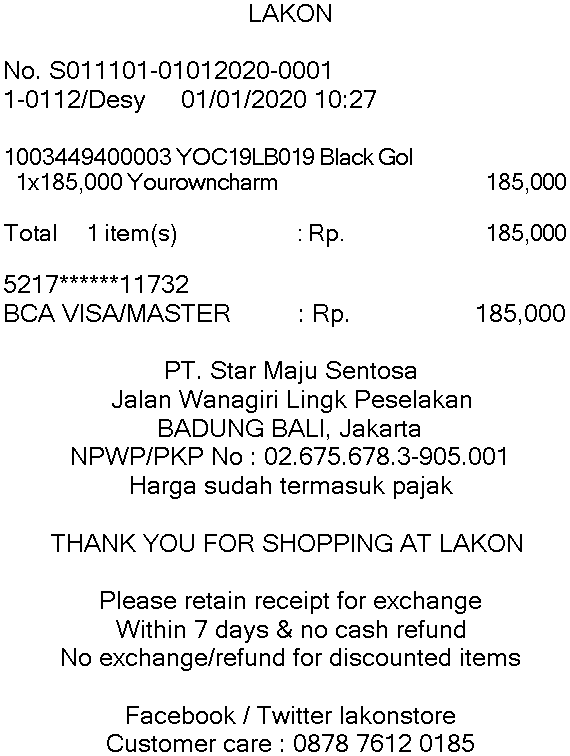 LAKON
No. S011101-01012020-0001
1-0112/Desy 01/01/2020 10:27
1003449400003 YOC19LB019 Black Gol
1x185,000 Yourowncharm 185,000
Total 1 item(s) : Rp. 185,000
5217******11732
BCA VISA/MASTER : Rp. 185,000
PT. Star Maju Sentosa
Jalan Wanagiri Lingk Peselakan
BADUNG BALI, Jakarta
NPWP/PKP No : 02.675.678.3-905.001
Harga sudah termasuk pajak
THANK YOU FOR SHOPPING AT LAKON
Please retain receipt for exchange
Within 7 days & no cash refund
No exchange/refund for discounted items
Facebook / Twitter lakonstore
Customer care : 0878 7612 0185